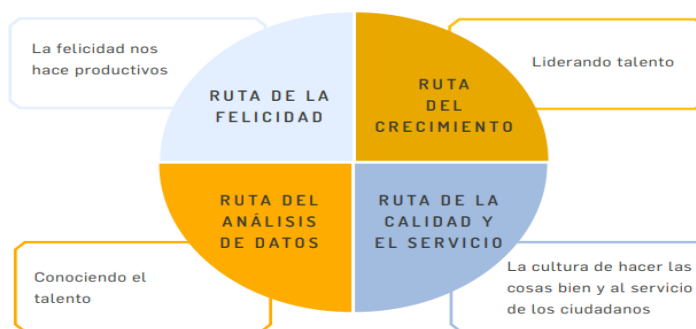 La felicidad nos
hace productivos
RUTA DE LA
FELICIDAD
RUTA
DEL
CRECIMIENTO
Liderando talento
RUTA DEL
ANÁLISIS
DE DATOS
RUTA DE LA
CALIDAD Y
EL SERVICIO
Conociendo el
talento
La cultura de hacer las
cosas bien y al servicio
de los ciudadanos